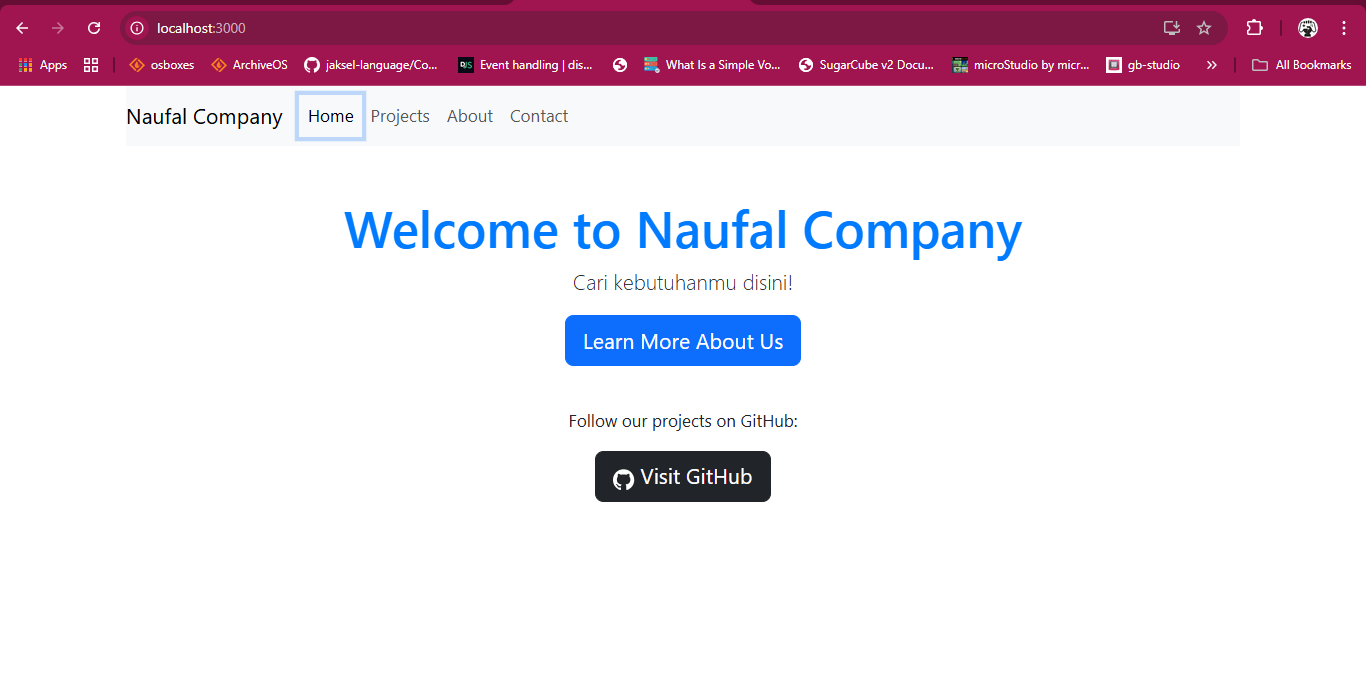 localhost:3000
Apps osboxes ArchiveOS jaksel-language/Co... DJS Event handling | dis... What Is a Simple Vo... SugarCube v2 Docu... microStudio by micr... gb-studio » All Bookmarks
Naufal Company Home Projects About Contact
Welcome to Naufal Company
Cari kebutuhanmu disini!
Learn More About Us
Follow our projects on GitHub:
Visit GitHub